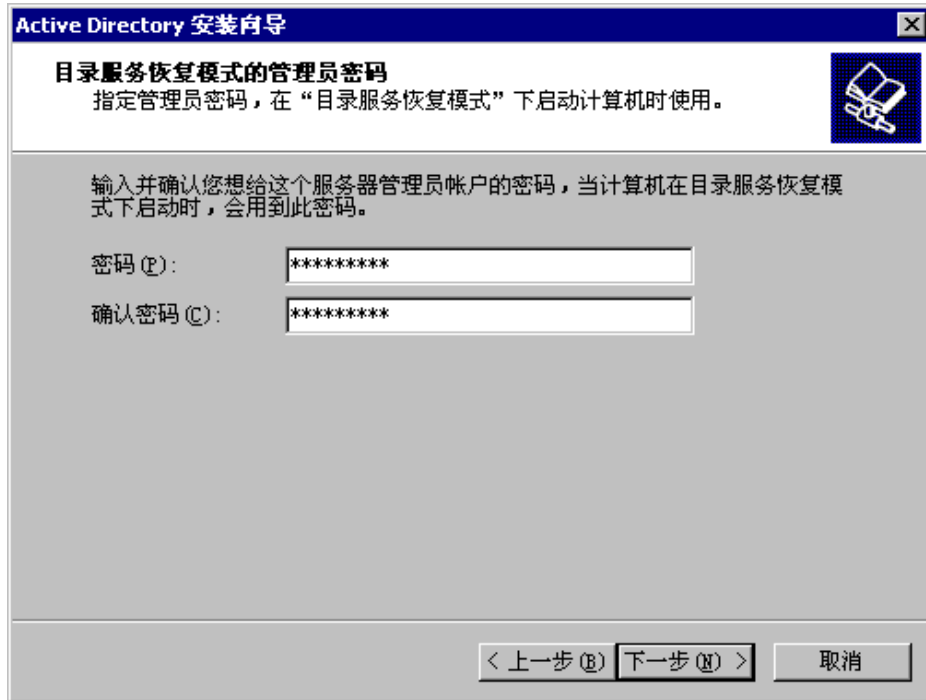 Active Directory 安装向导
目录服务恢复模式的管理员密码
指定管理员密码，在“目录服务恢复模式”下启动计算机时使用。
输入并确认您想给这个服务器管理员帐户的密码，当计算机在目录服务恢复模
式下启动时，会用到此密码。
密码(P):
*********
确认密码(C):
*********
< 上一步(B) 下一步(N) > 取消